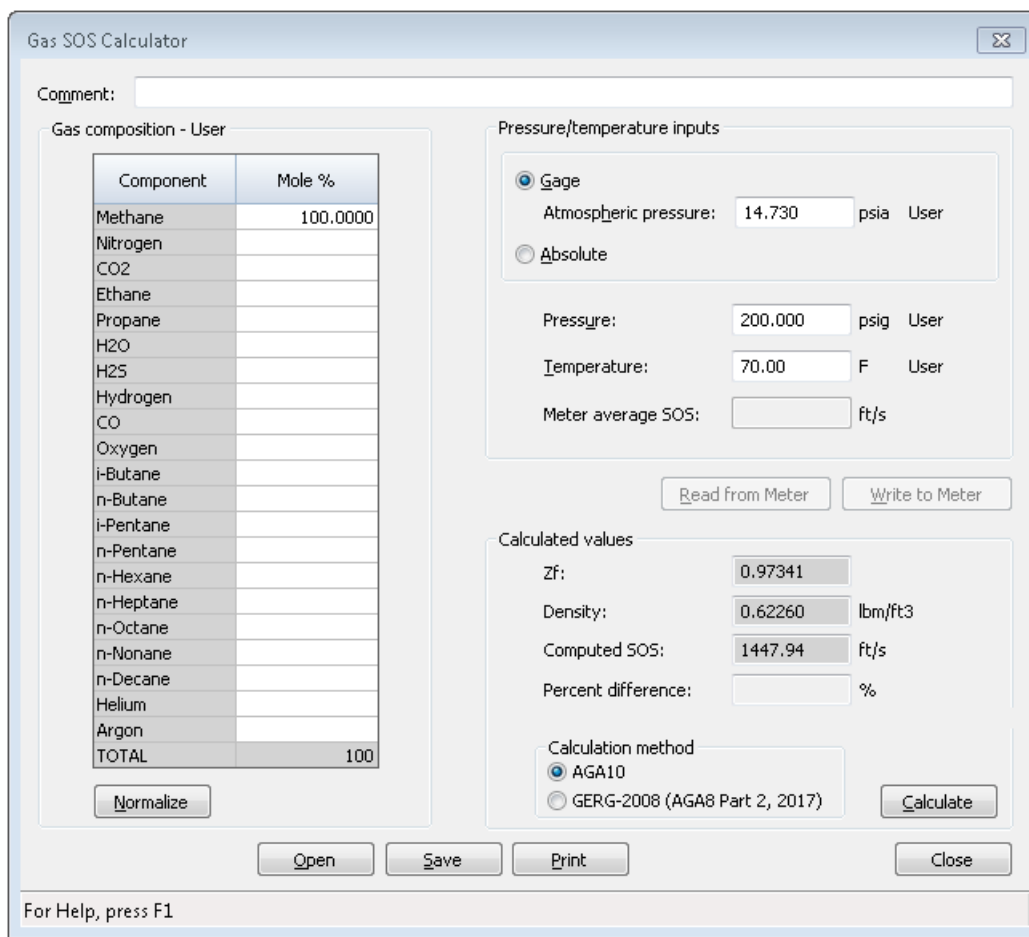 Gas SOS Calculator
Comment:
Gas composition - User
Component Mole %
Methane 100.0000
Nitrogen
CO2
Ethane
Propane
H2O
H2S
Hydrogen
CO
Oxygen
i-Butane
n-Butane
i-Pentane
n-Pentane
n-Hexane
n-Heptane
n-Octane
n-Nonane
n-Decane
Helium
Argon
TOTAL 100
Normalize
Pressure/temperature inputs
Gage
Atmospheric pressure: 14.730 psia User
Absolute
Pressure: 200.000 psig User
Temperature: 70.00 F User
Meter average SOS: ft/s
Read from Meter Write to Meter
Calculated values
Zf: 0.97341
Density: 0.62260 lbm/ft3
Computed SOS: 1447.94 ft/s
Percent difference: %
Calculation method
AGA10
GERG-2008 (AGA8 Part 2, 2017)
Calculate
Open Save Print Close
For Help, press F1